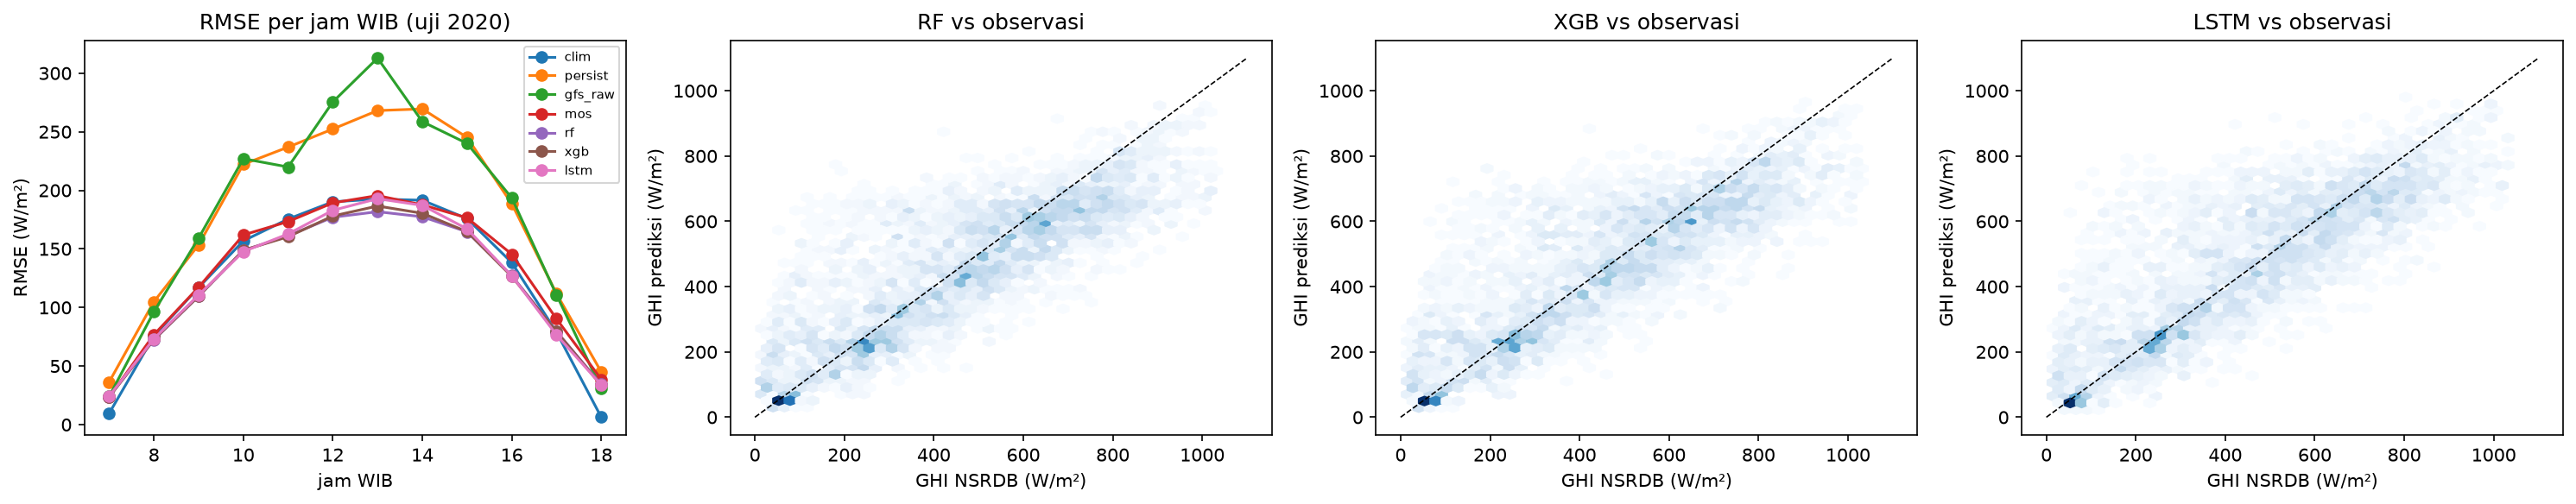 RMSE per jam WIB (uji 2020)
RMSE (W/m²)
300
250
200
150
100
50
0
8 10 12 14 16 18
jam WIB
clim
persist
gfs_raw
mos
rf
xgb
lstm
RF vs observasi
GHI prediksi (W/m²)
1000
800
600
400
200
0
0 200 400 600 800 1000
GHI NSRDB (W/m²)
XGB vs observasi
GHI prediksi (W/m²)
1000
800
600
400
200
0
0 200 400 600 800 1000
GHI NSRDB (W/m²)
LSTM vs observasi
GHI prediksi (W/m²)
1000
800
600
400
200
0
0 200 400 600 800 1000
GHI NSRDB (W/m²)